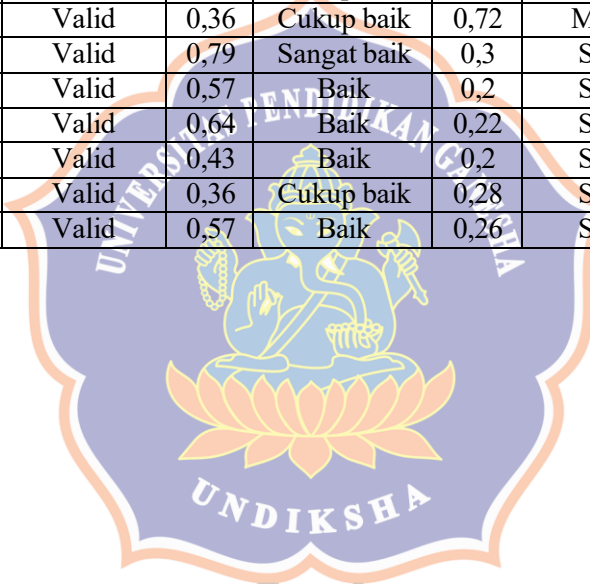 Valid 0,36 Cukup baik 0,72 M
Valid 0,79 Sangat baik 0,3 S
Valid 0,57 Baik 0,2 S
Valid 0,64 Baik 0,22 S
Valid 0,43 Baik 0,2 S
Valid 0,36 Cukup baik 0,28 S
Valid 0,57 Baik 0,26 S
UNIVERSITAS PENDIDIKAN GANESHA
UNDIKSHA